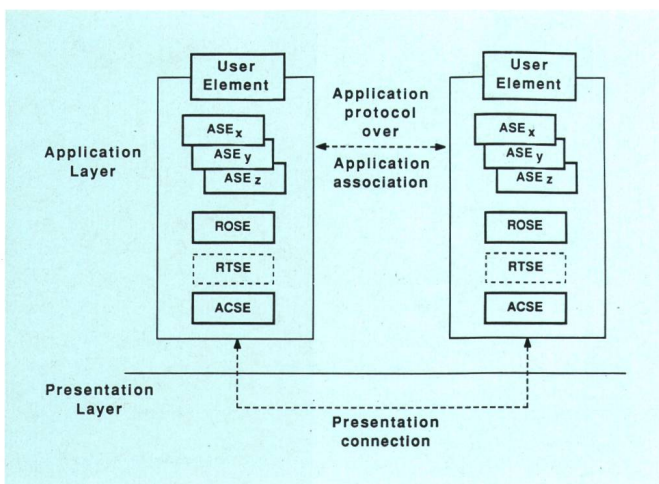 User
Element
ASE x
ASE y
ASE z
ROSE
RTSE
ACSE
Application
Layer
Application
protocol
over
Application
association
User
Element
ASE x
ASE y
ASE z
ROSE
RTSE
ACSE
Presentation
Layer
Presentation
connection